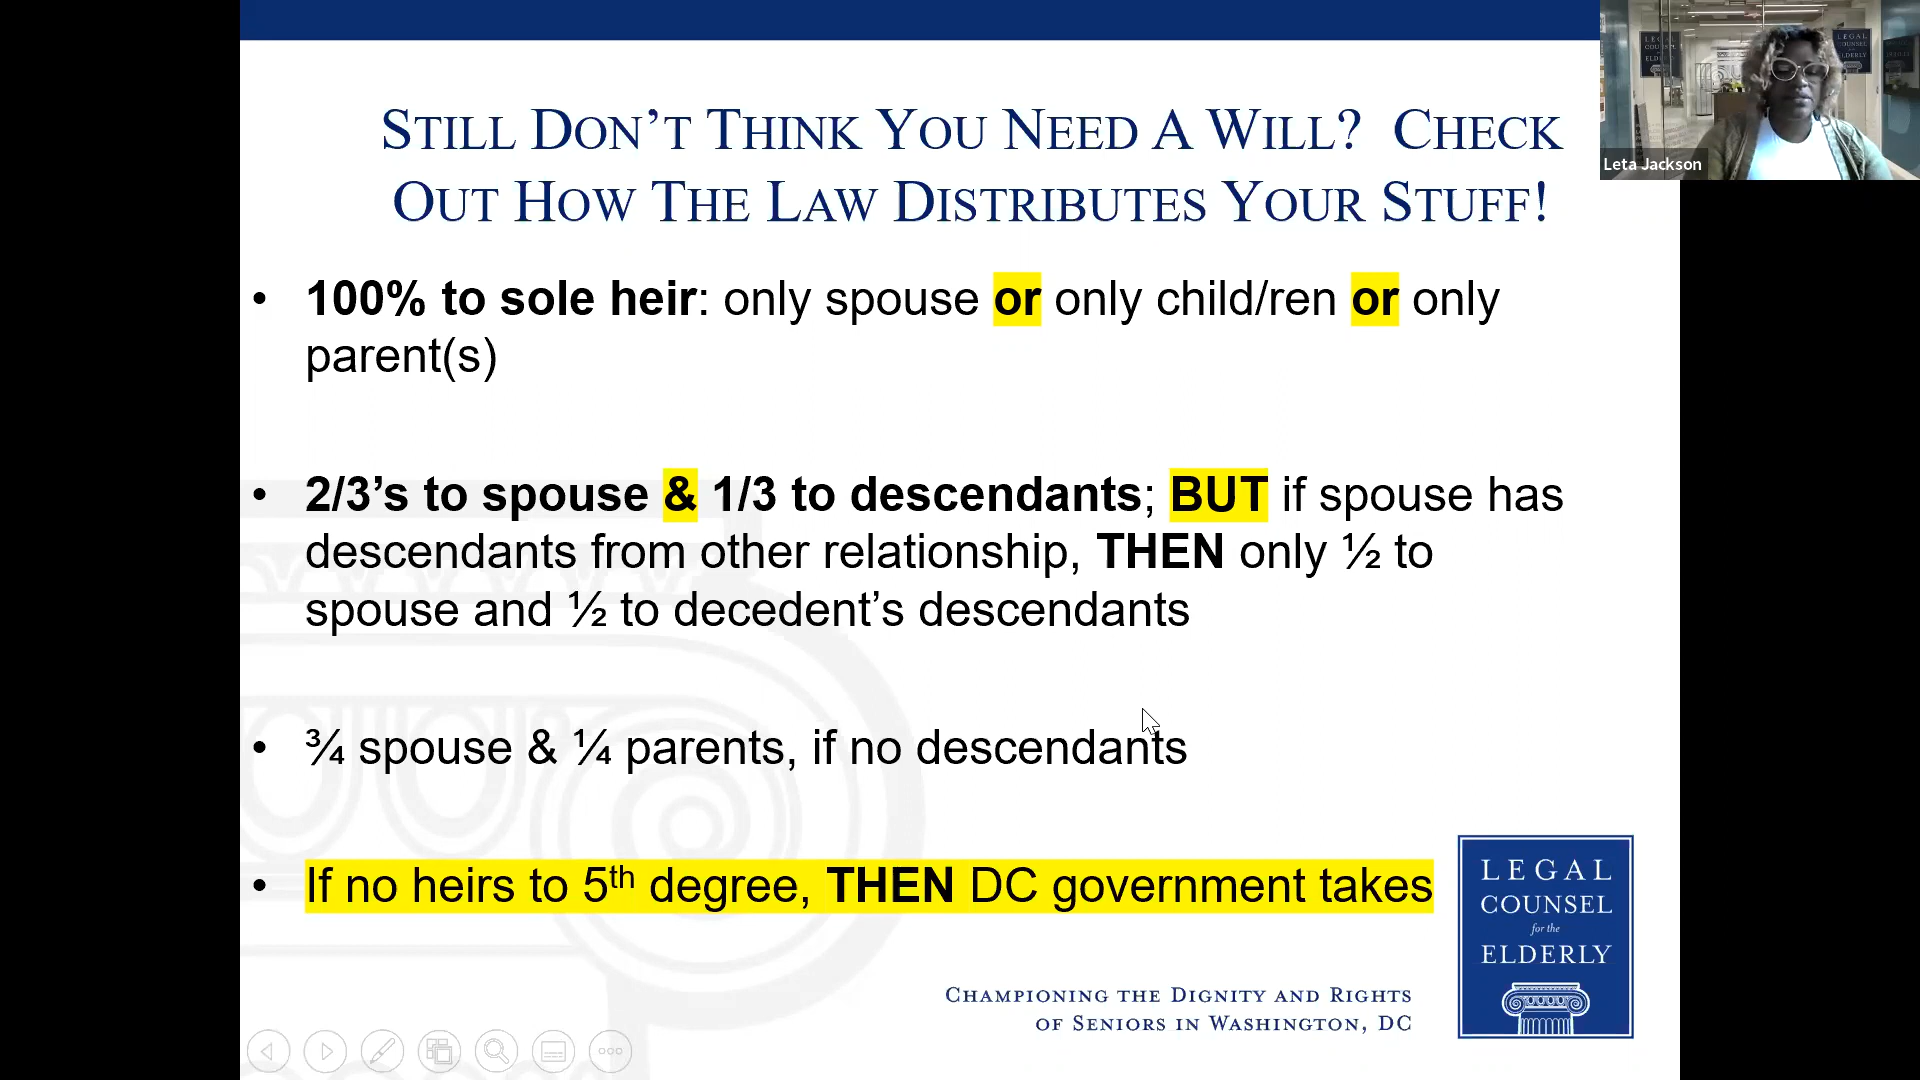 STILL DON’T THINK YOU NEED A WILL? CHECK
OUT HOW THE LAW DISTRIBUTES YOUR STUFF!
• 100% to sole heir: only spouse or only child/ren or only
parent(s)
• 2/3’s to spouse & 1/3 to descendants; BUT if spouse has
descendants from other relationship, THEN only ½ to
spouse and ½ to decedent’s descendants
• ¾ spouse & ¼ parents, if no descendants
• If no heirs to 5th degree, THEN DC government takes
LEGAL
COUNSEL
for the
ELDERLY
CHAMPIONING THE DIGNITY AND RIGHTS
OF SENIORS IN WASHINGTON, DC
Leta Jackson
LEGAL
ELDERLY